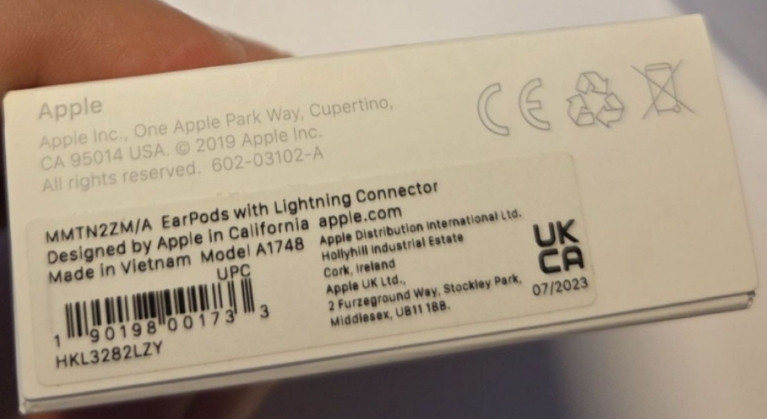 Apple
Apple Inc., One Apple Park Way, Cupertino,
CA 95014 USA. © 2019 Apple Inc.
All rights reserved. 602-03102-A
MMTN2ZM/A EarPods with Lightning Connector
Designed by Apple in California apple.com
Made in Vietnam Model A1748
UPC
1 90198 00173 3
HKL3282LZY
Apple Distribution International Ltd.
Hollyhill Industrial Estate
Cork, Ireland
Apple UK Ltd.,
2 Furzeground Way, Stockley Park,
Middlesex, UB11 1BB.
CE
UK
CA
07/2023